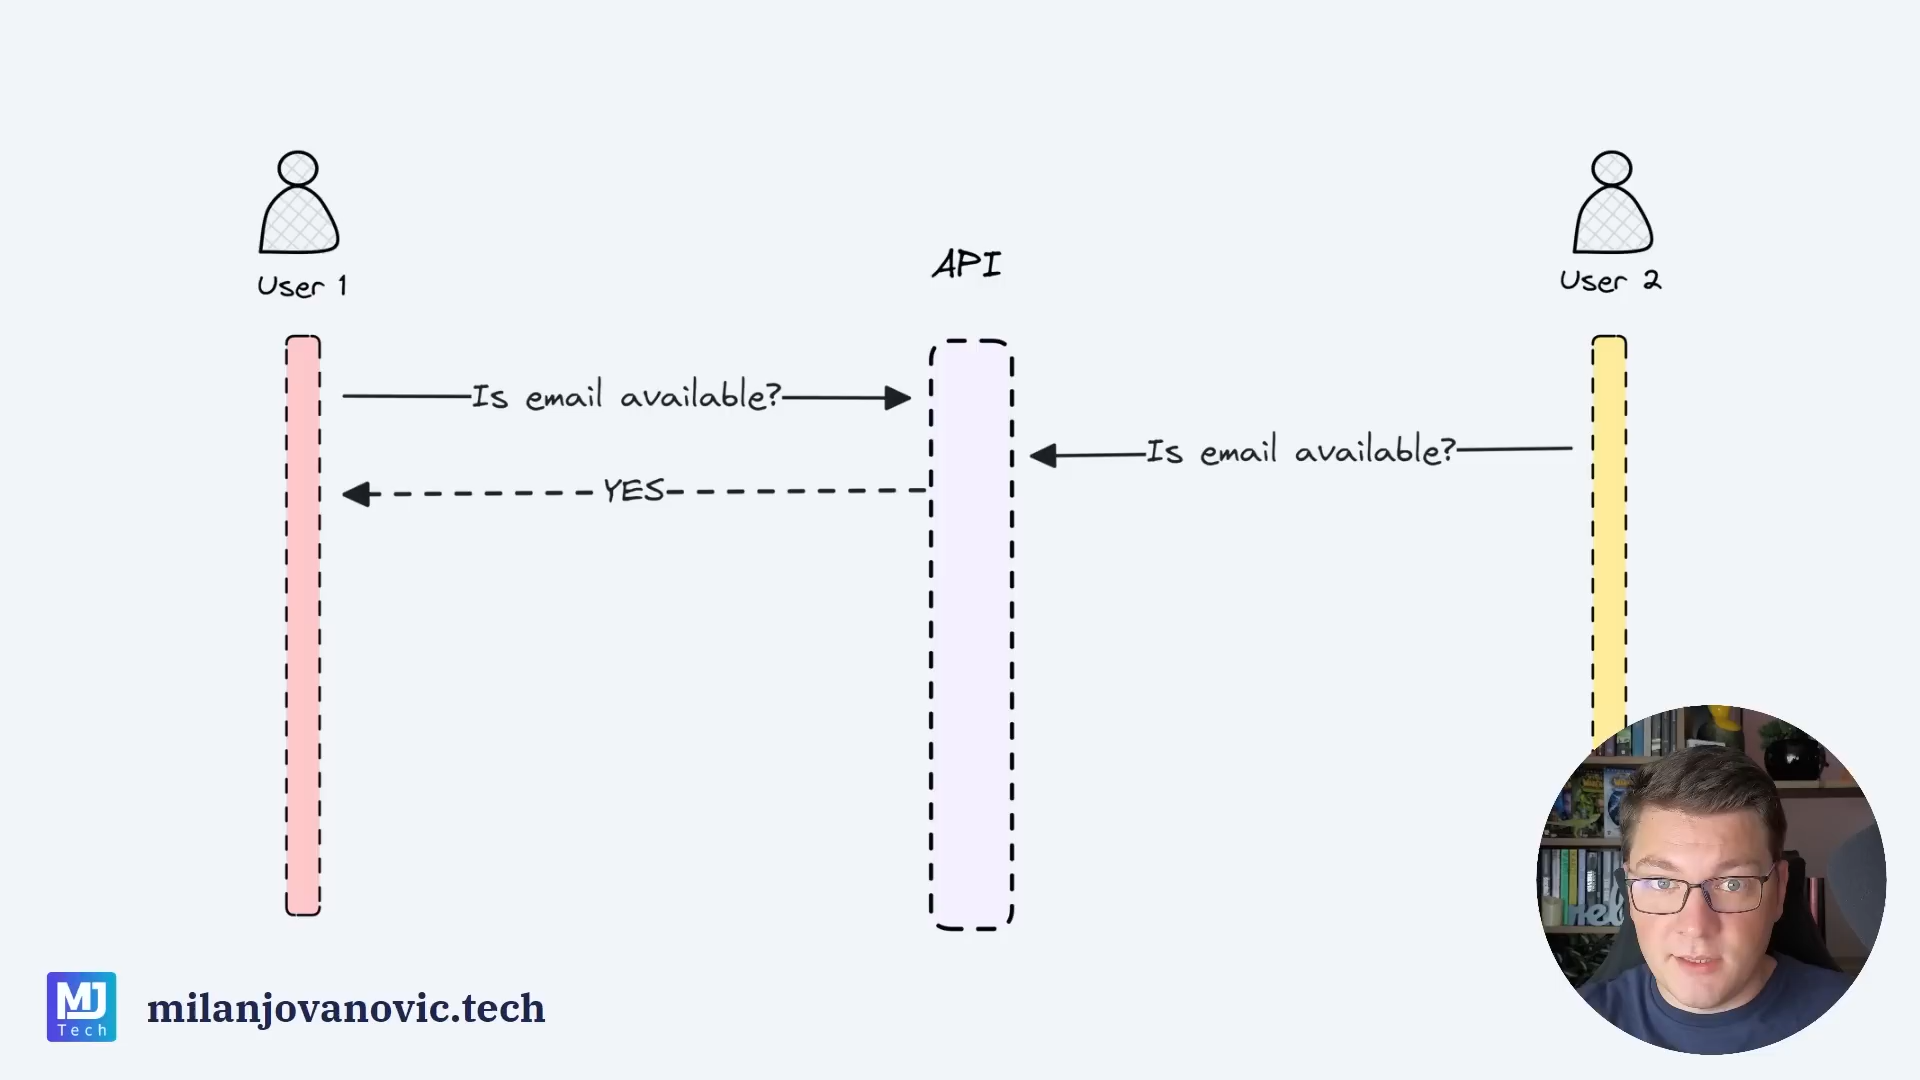 User 1
API
User 2
Is email available?
Is email available?
YES
MJ
Tech
milanjovanovic.tech